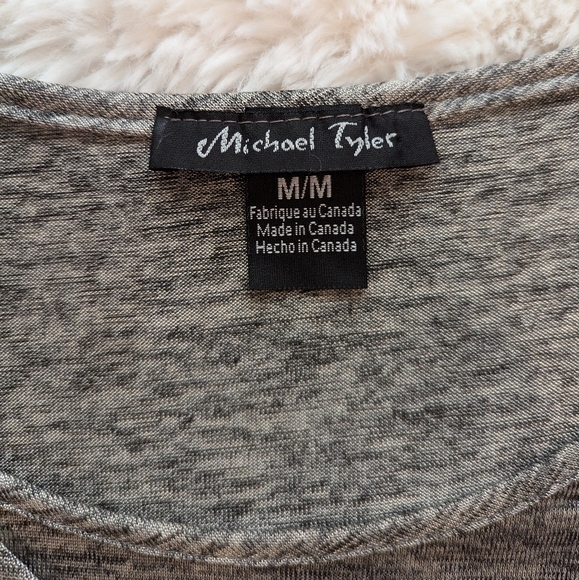 Michael Tyler
M/M
Fabrique au Canada
Made in Canada
Hecho in Canada